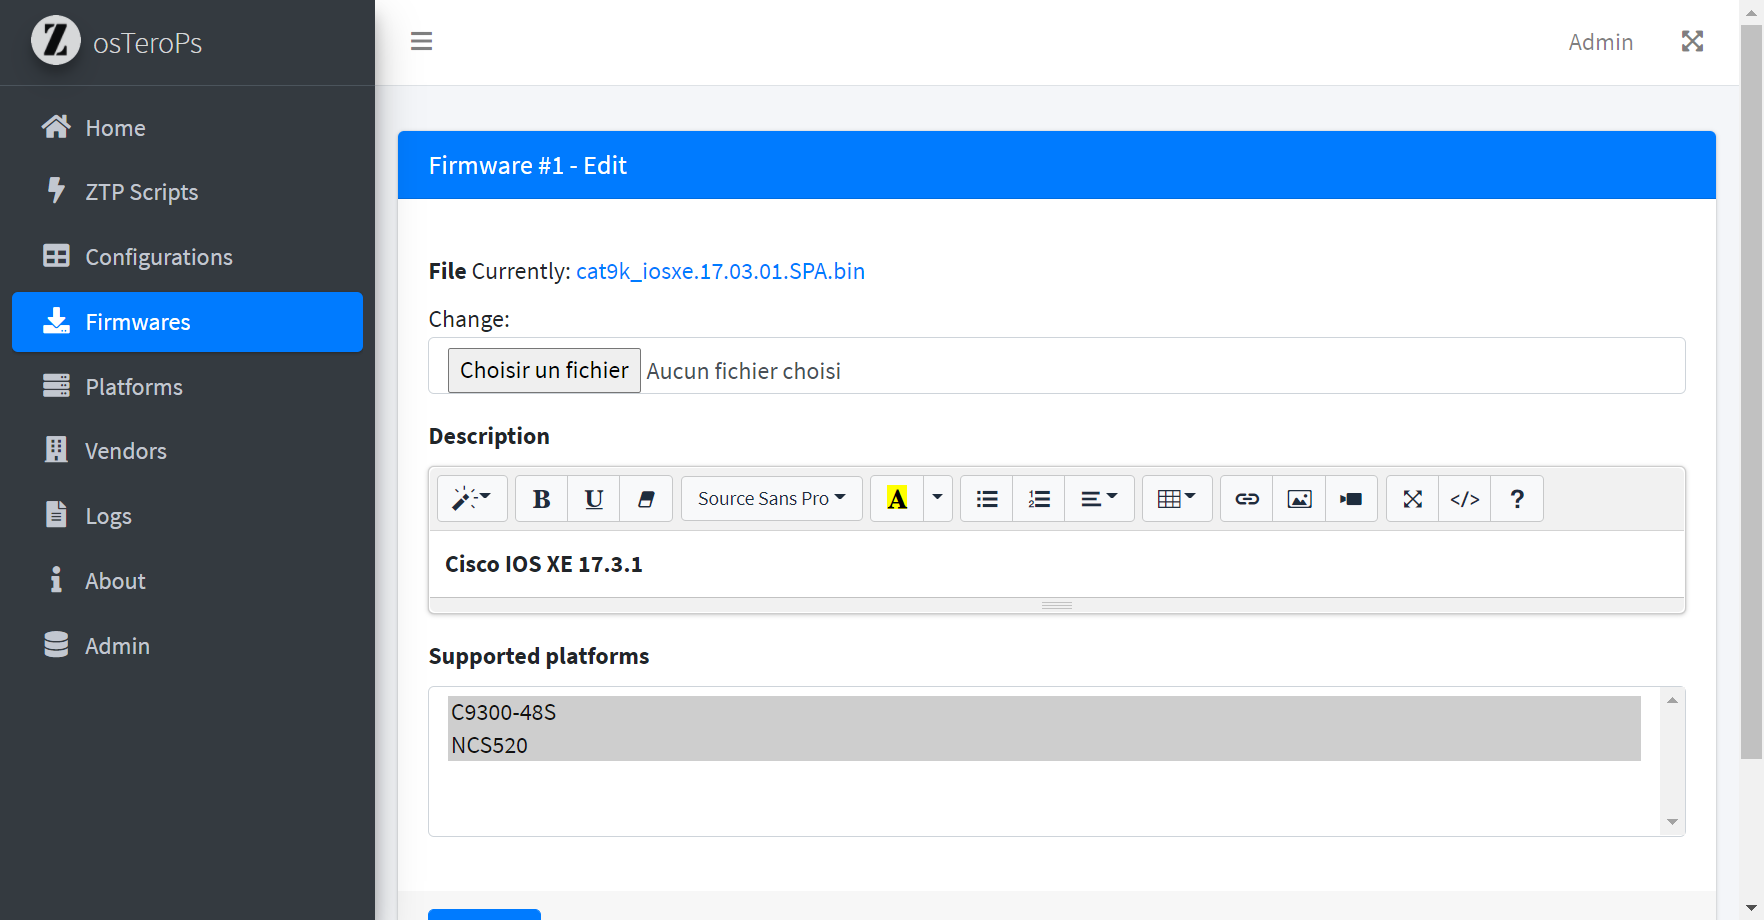 osTeroPs
Admin
Home
ZTP Scripts
Configurations
Firmwares
Platforms
Vendors
Logs
About
Admin
Firmware #1 - Edit
File Currently: cat9k_iosxe.17.03.01.SPA.bin
Change:
Choisir un fichier Aucun fichier choisi
Description
B U Source Sans Pro A </> ?
Cisco IOS XE 17.3.1
Supported platforms
C9300-48S
NCS520